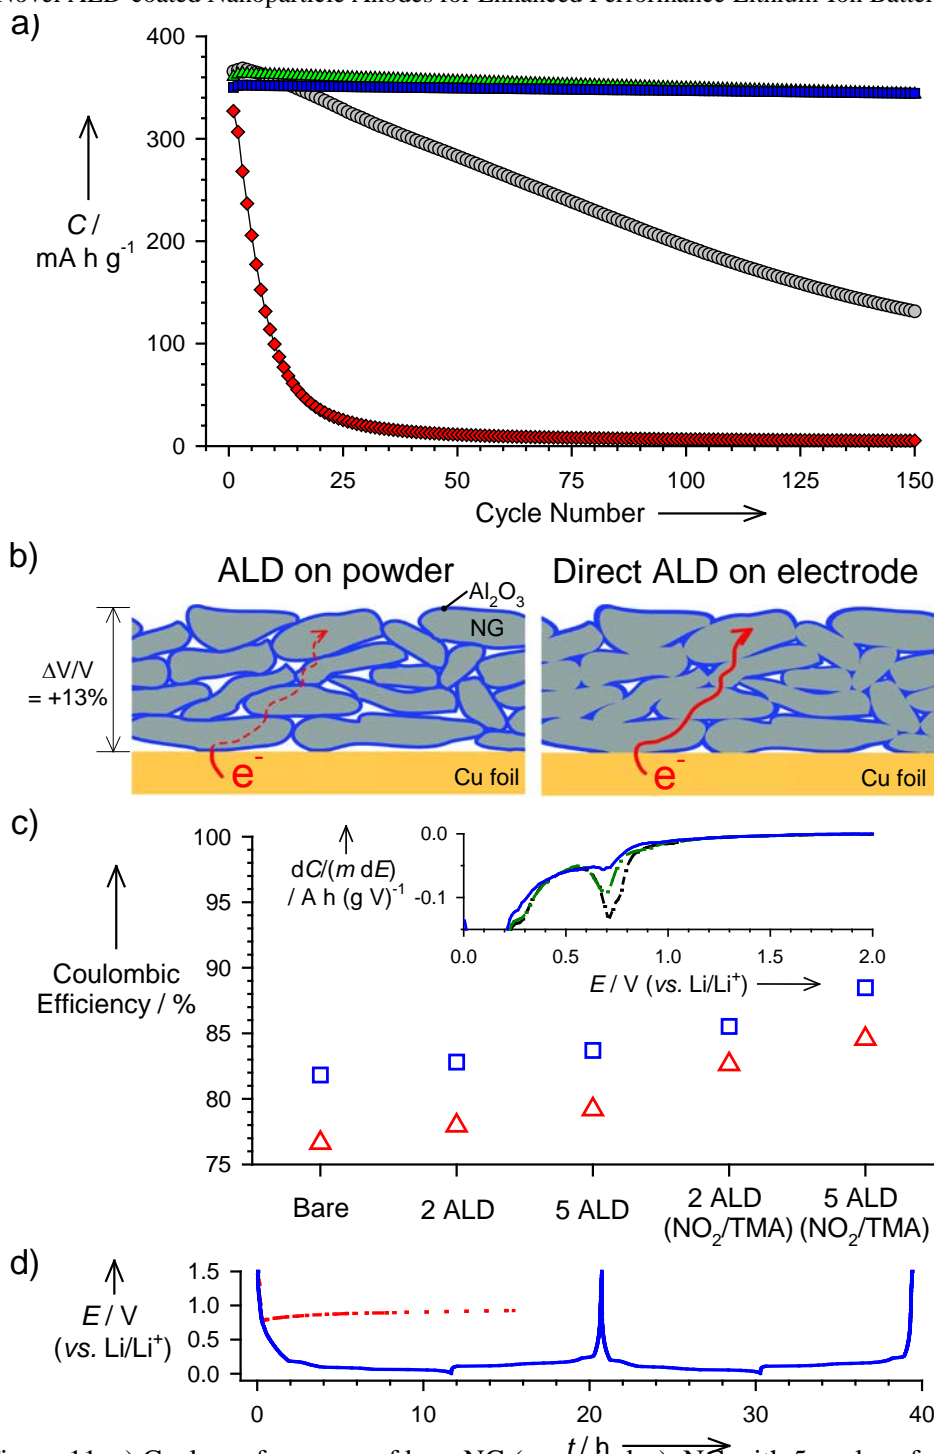 Novel ALD-coated Nanoparticle Anodes for Enhanced Performance Lithium-Ion
a)
400
300
200
100
0
C /
mA h g⁻¹
0 25 50 75 100 125 150
Cycle Number
b)
ALD on powder
Direct ALD on electrode
Al₂O₃
NG
ΔV/V
= +13%
e⁻
Cu foil
e⁻
Cu foil
c)
100
95
90
85
80
75
Coulombic
Efficiency / %
dC/(m dE)
/ A h (g V)⁻¹
0.0
-0.1
0.0 0.5 1.0 1.5 2.0
E / V (vs. Li/Li⁺)
Bare
2 ALD
5 ALD
2 ALD
(NO₂/TMA)
5 ALD
(NO₂/TMA)
d)
E / V
(vs. Li/Li⁺)
1.5
1.0
0.5
0.0
0 10 20 30 40
t / h